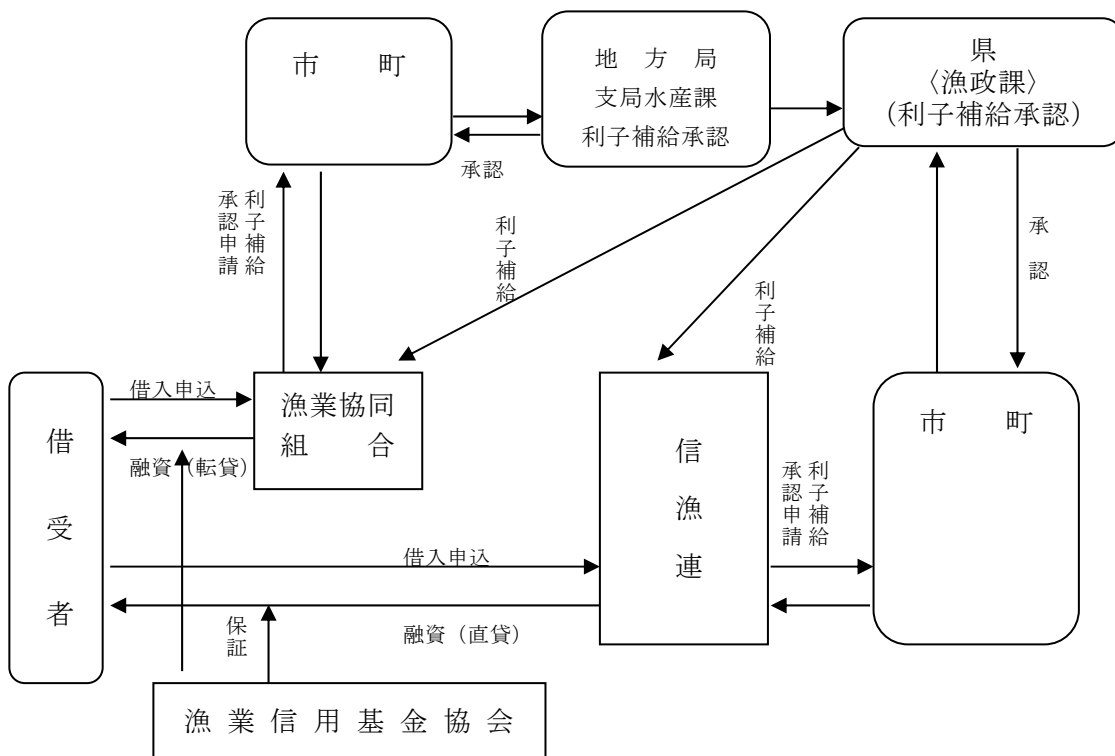 市　　町
地　方　局
支局水産課
利子補給承認
県
〈漁政課〉
（利子補給承認）
承認
利子補給
承認申請
利子補給
利子補給
承　認
借入申込
漁業協同
組　　合
融資（転貸）
借　受　者
信　漁　連
市　　町
利子補給
承認申請
借入申込
融資（直貸）
保証
漁 業 信 用 基 金 協 会